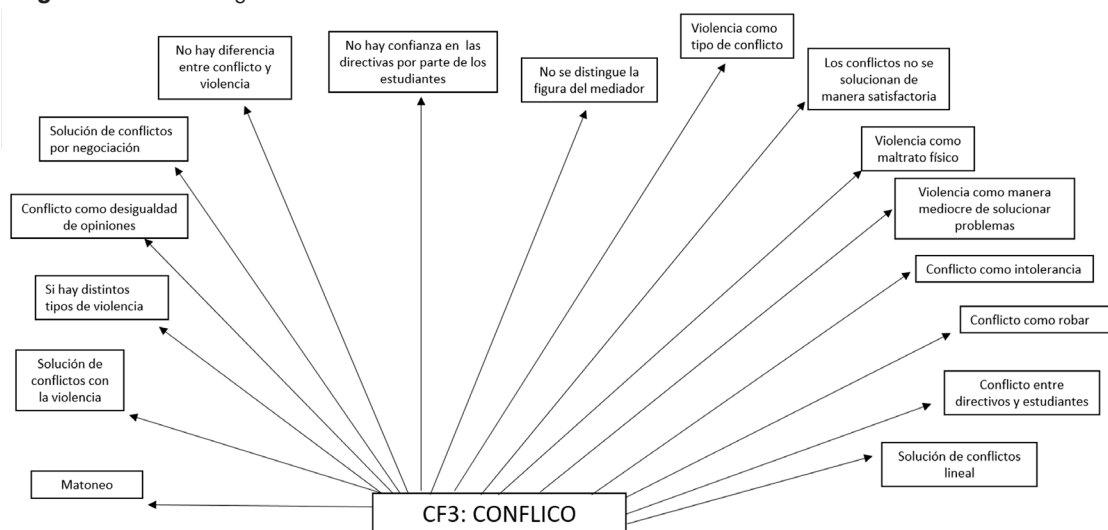 No hay diferencia
entre conflicto y
violencia
No hay confianza en las
directivas por parte de los
estudiantes
No se distingue la
figura del mediador
Violencia como
tipo de conflicto
Los conflictos no se
solucionan de
manera satisfactoria
Solución de conflictos
por negociación
Violencia como
maltrato físico
Conflicto como desigualdad
de opiniones
Violencia como manera
mediocre de solucionar
problemas
Si hay distintos
tipos de violencia
Conflicto como intolerancia
Conflicto como robar
Solución de
conflictos con
la violencia
Conflicto entre
directivos y estudiantes
Matoneo
Solución de conflictos
lineal
CF3: CONFLICO